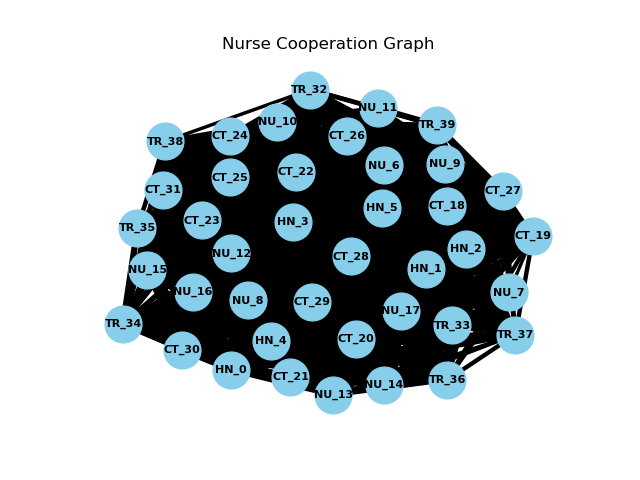 Nurse Cooperation Graph
TR_32
NU_11
NU_10
TR_39
CT_24
CT_26
TR_38
NU_6
NU_9
CT_22
CT_25
CT_31
CT_27
HN_5
CT_18
CT_23
HN_3
TR_35
CT_19
HN_2
NU_12
CT_28
NU_15
HN_1
NU_16
NU_7
NU_8
CT_29
NU_17
TR_34
TR_33
TR_37
HN_4
CT_20
CT_30
HN_0
CT_21
TR_36
NU_14
NU_13